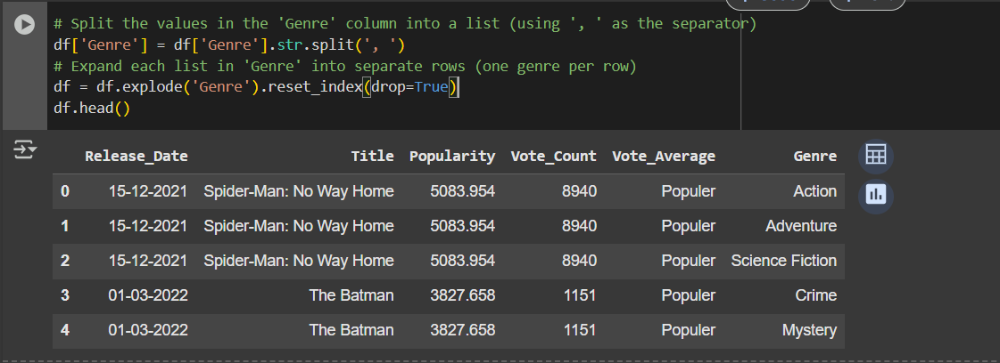 # Split the values in the 'Genre' column into a list (using ', ' as the separator)
df['Genre'] = df['Genre'].str.split(', ')
# Expand each list in 'Genre' into separate rows (one genre per row)
df = df.explode('Genre').reset_index(drop=True)
df.head()
Release_Date Title Popularity Vote_Count Vote_Average Genre
0 15-12-2021 Spider-Man: No Way Home 5083.954 8940 Populer Action
1 15-12-2021 Spider-Man: No Way Home 5083.954 8940 Populer Adventure
2 15-12-2021 Spider-Man: No Way Home 5083.954 8940 Populer Science Fiction
3 01-03-2022 The Batman 3827.658 1151 Populer Crime
4 01-03-2022 The Batman 3827.658 1151 Populer Mystery